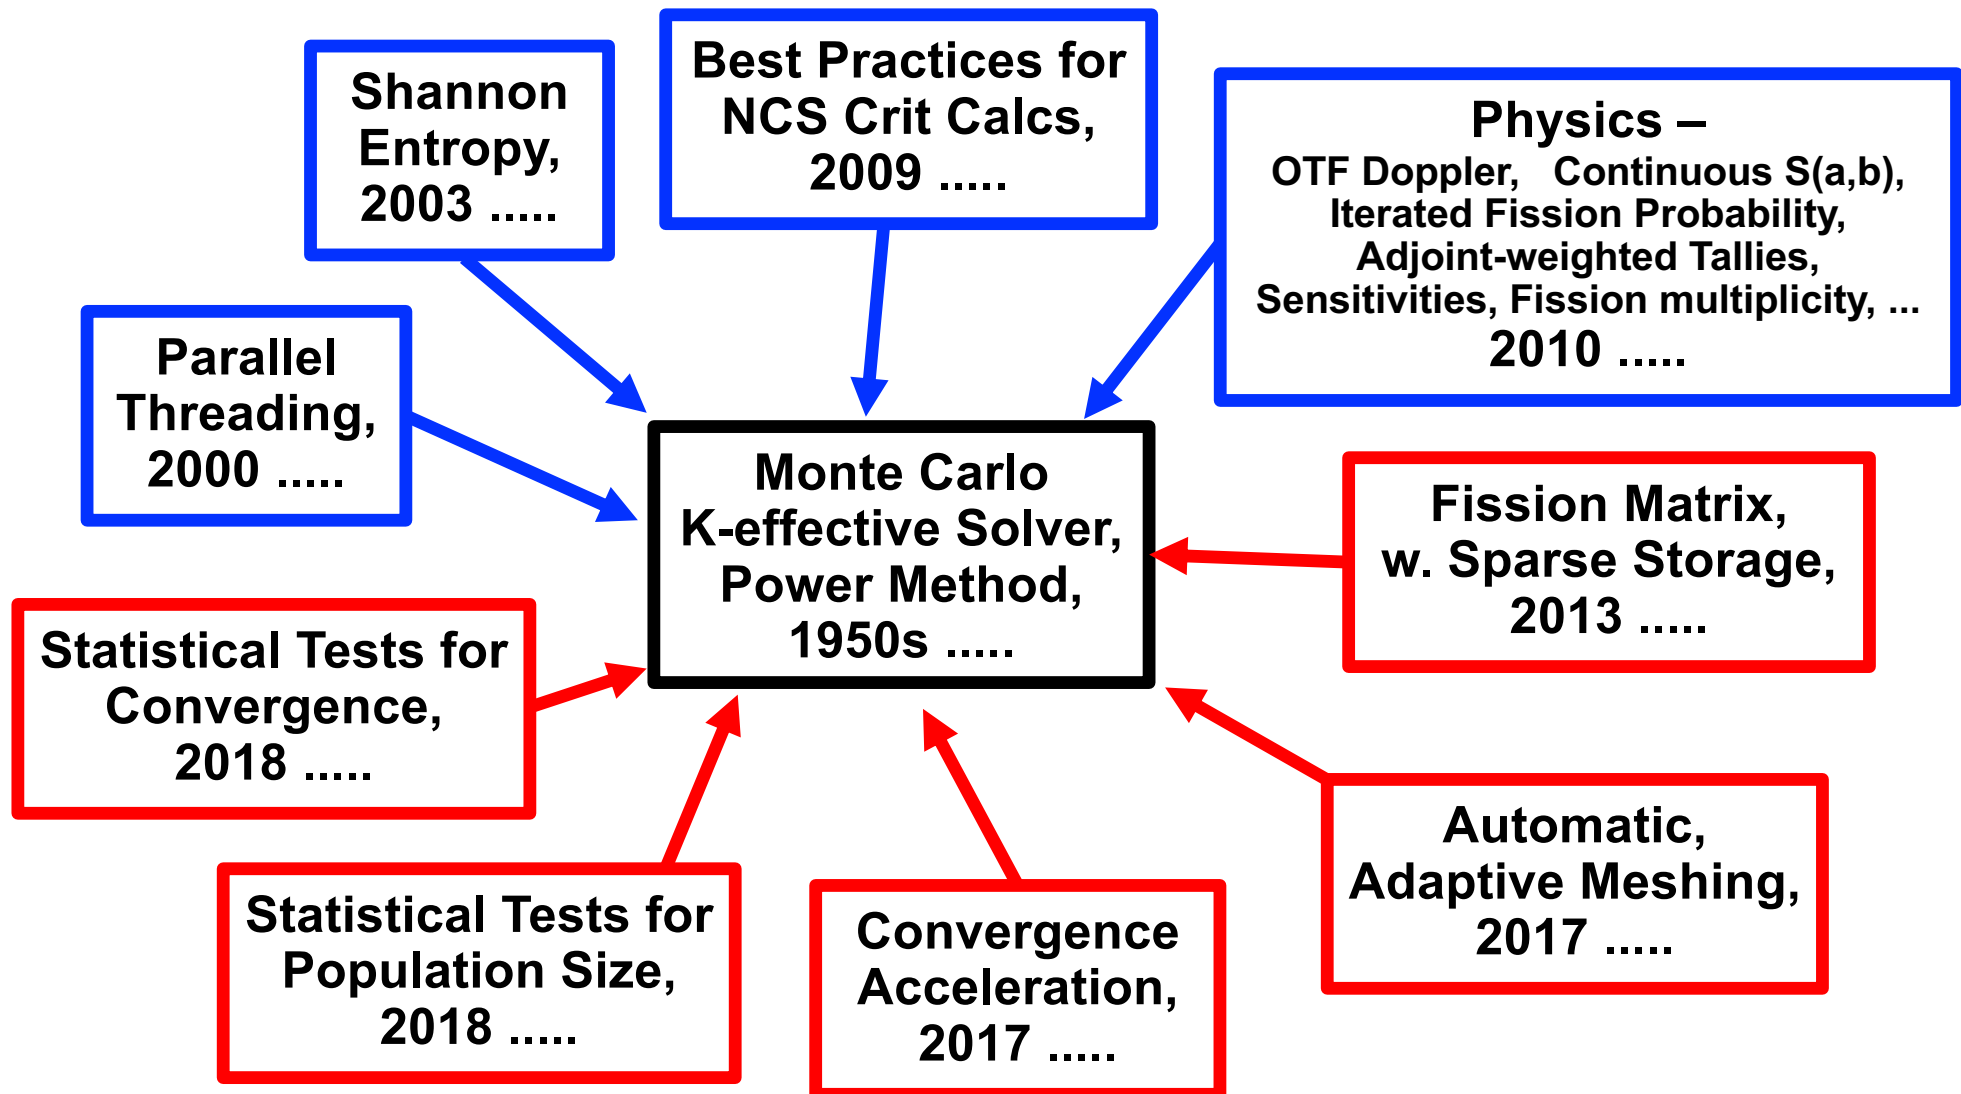 Shannon
Entropy,
2003 .....
Best Practices for
NCS Crit Calcs,
2009 .....
Physics –
OTF Doppler,   Continuous S(a,b),
Iterated Fission Probability,
Adjoint-weighted Tallies,
Sensitivities, Fission multiplicity, ...
2010 .....
Parallel
Threading,
2000 .....
Monte Carlo
K-effective Solver,
Power Method,
1950s .....
Fission Matrix,
w. Sparse Storage,
2013 .....
Statistical Tests for
Convergence,
2018 .....
Statistical Tests for
Population Size,
2018 .....
Convergence
Acceleration,
2017 .....
Automatic,
Adaptive Meshing,
2017 .....